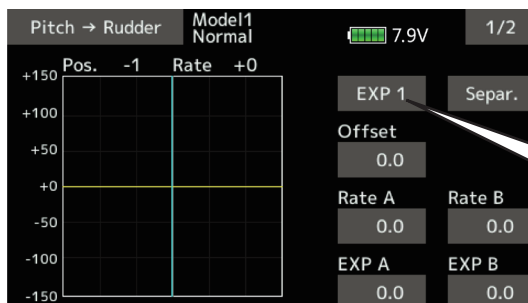 Pitch → Rudder Model1 Normal 7.9V 1/2
Pos. -1 Rate +0
+150
+100
+50
+0
-50
-100
-150
EXP 1 Separ.
Offset
0.0
Rate A Rate B
0.0 0.0
EXP A EXP B
0.0 0.0